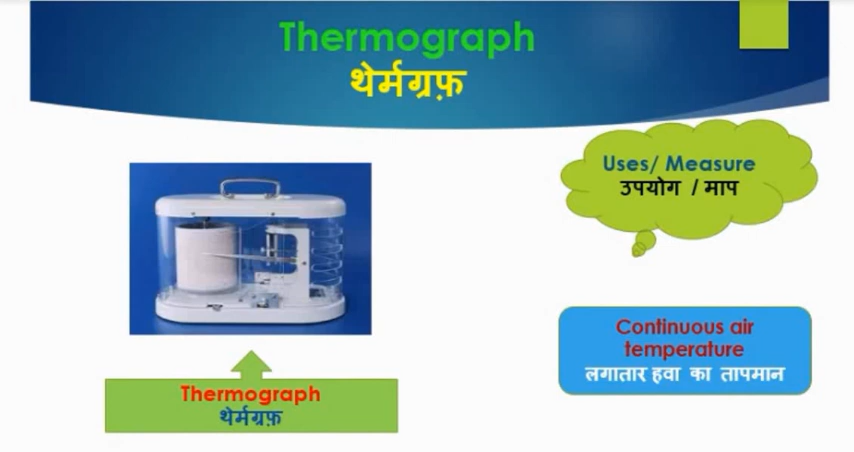 Thermograph
थेर्मग्रफ़
Uses/ Measure
उपयोग / माप
Continuous air
temperature
लगातार हवा का तापमान
Thermograph
थेर्मग्रफ़